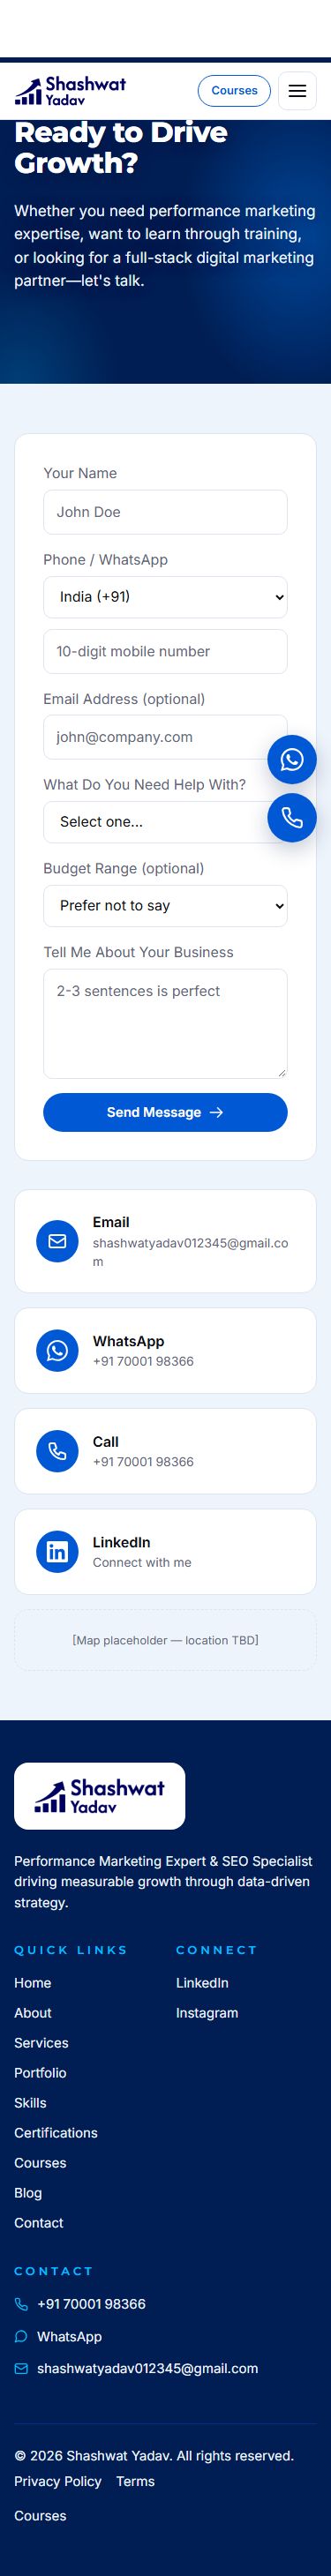 Shashwat
Yadav
Courses
Ready to Drive
Growth?
Whether you need performance marketing
expertise, want to learn through training,
or looking for a full-stack digital marketing
partner—let's talk.
Your Name
John Doe
Phone / WhatsApp
India (+91)
10-digit mobile number
Email Address (optional)
john@company.com
What Do You Need Help With?
Select one...
Budget Range (optional)
Prefer not to say
Tell Me About Your Business
2-3 sentences is perfect
Send Message →
Email
shashwatyadav012345@gmail.co
m
WhatsApp
+91 70001 98366
Call
+91 70001 98366
LinkedIn
Connect with me
[Map placeholder — location TBD]
Shashwat
Yadav
Performance Marketing Expert & SEO Specialist
driving measurable growth through data-driven
strategy.
QUICK LINKS
Home
About
Services
Portfolio
Skills
Certifications
Courses
Blog
Contact
CONNECT
LinkedIn
Instagram
CONTACT
+91 70001 98366
WhatsApp
shashwatyadav012345@gmail.com
© 2026 Shashwat Yadav. All rights reserved.
Privacy Policy Terms
Courses